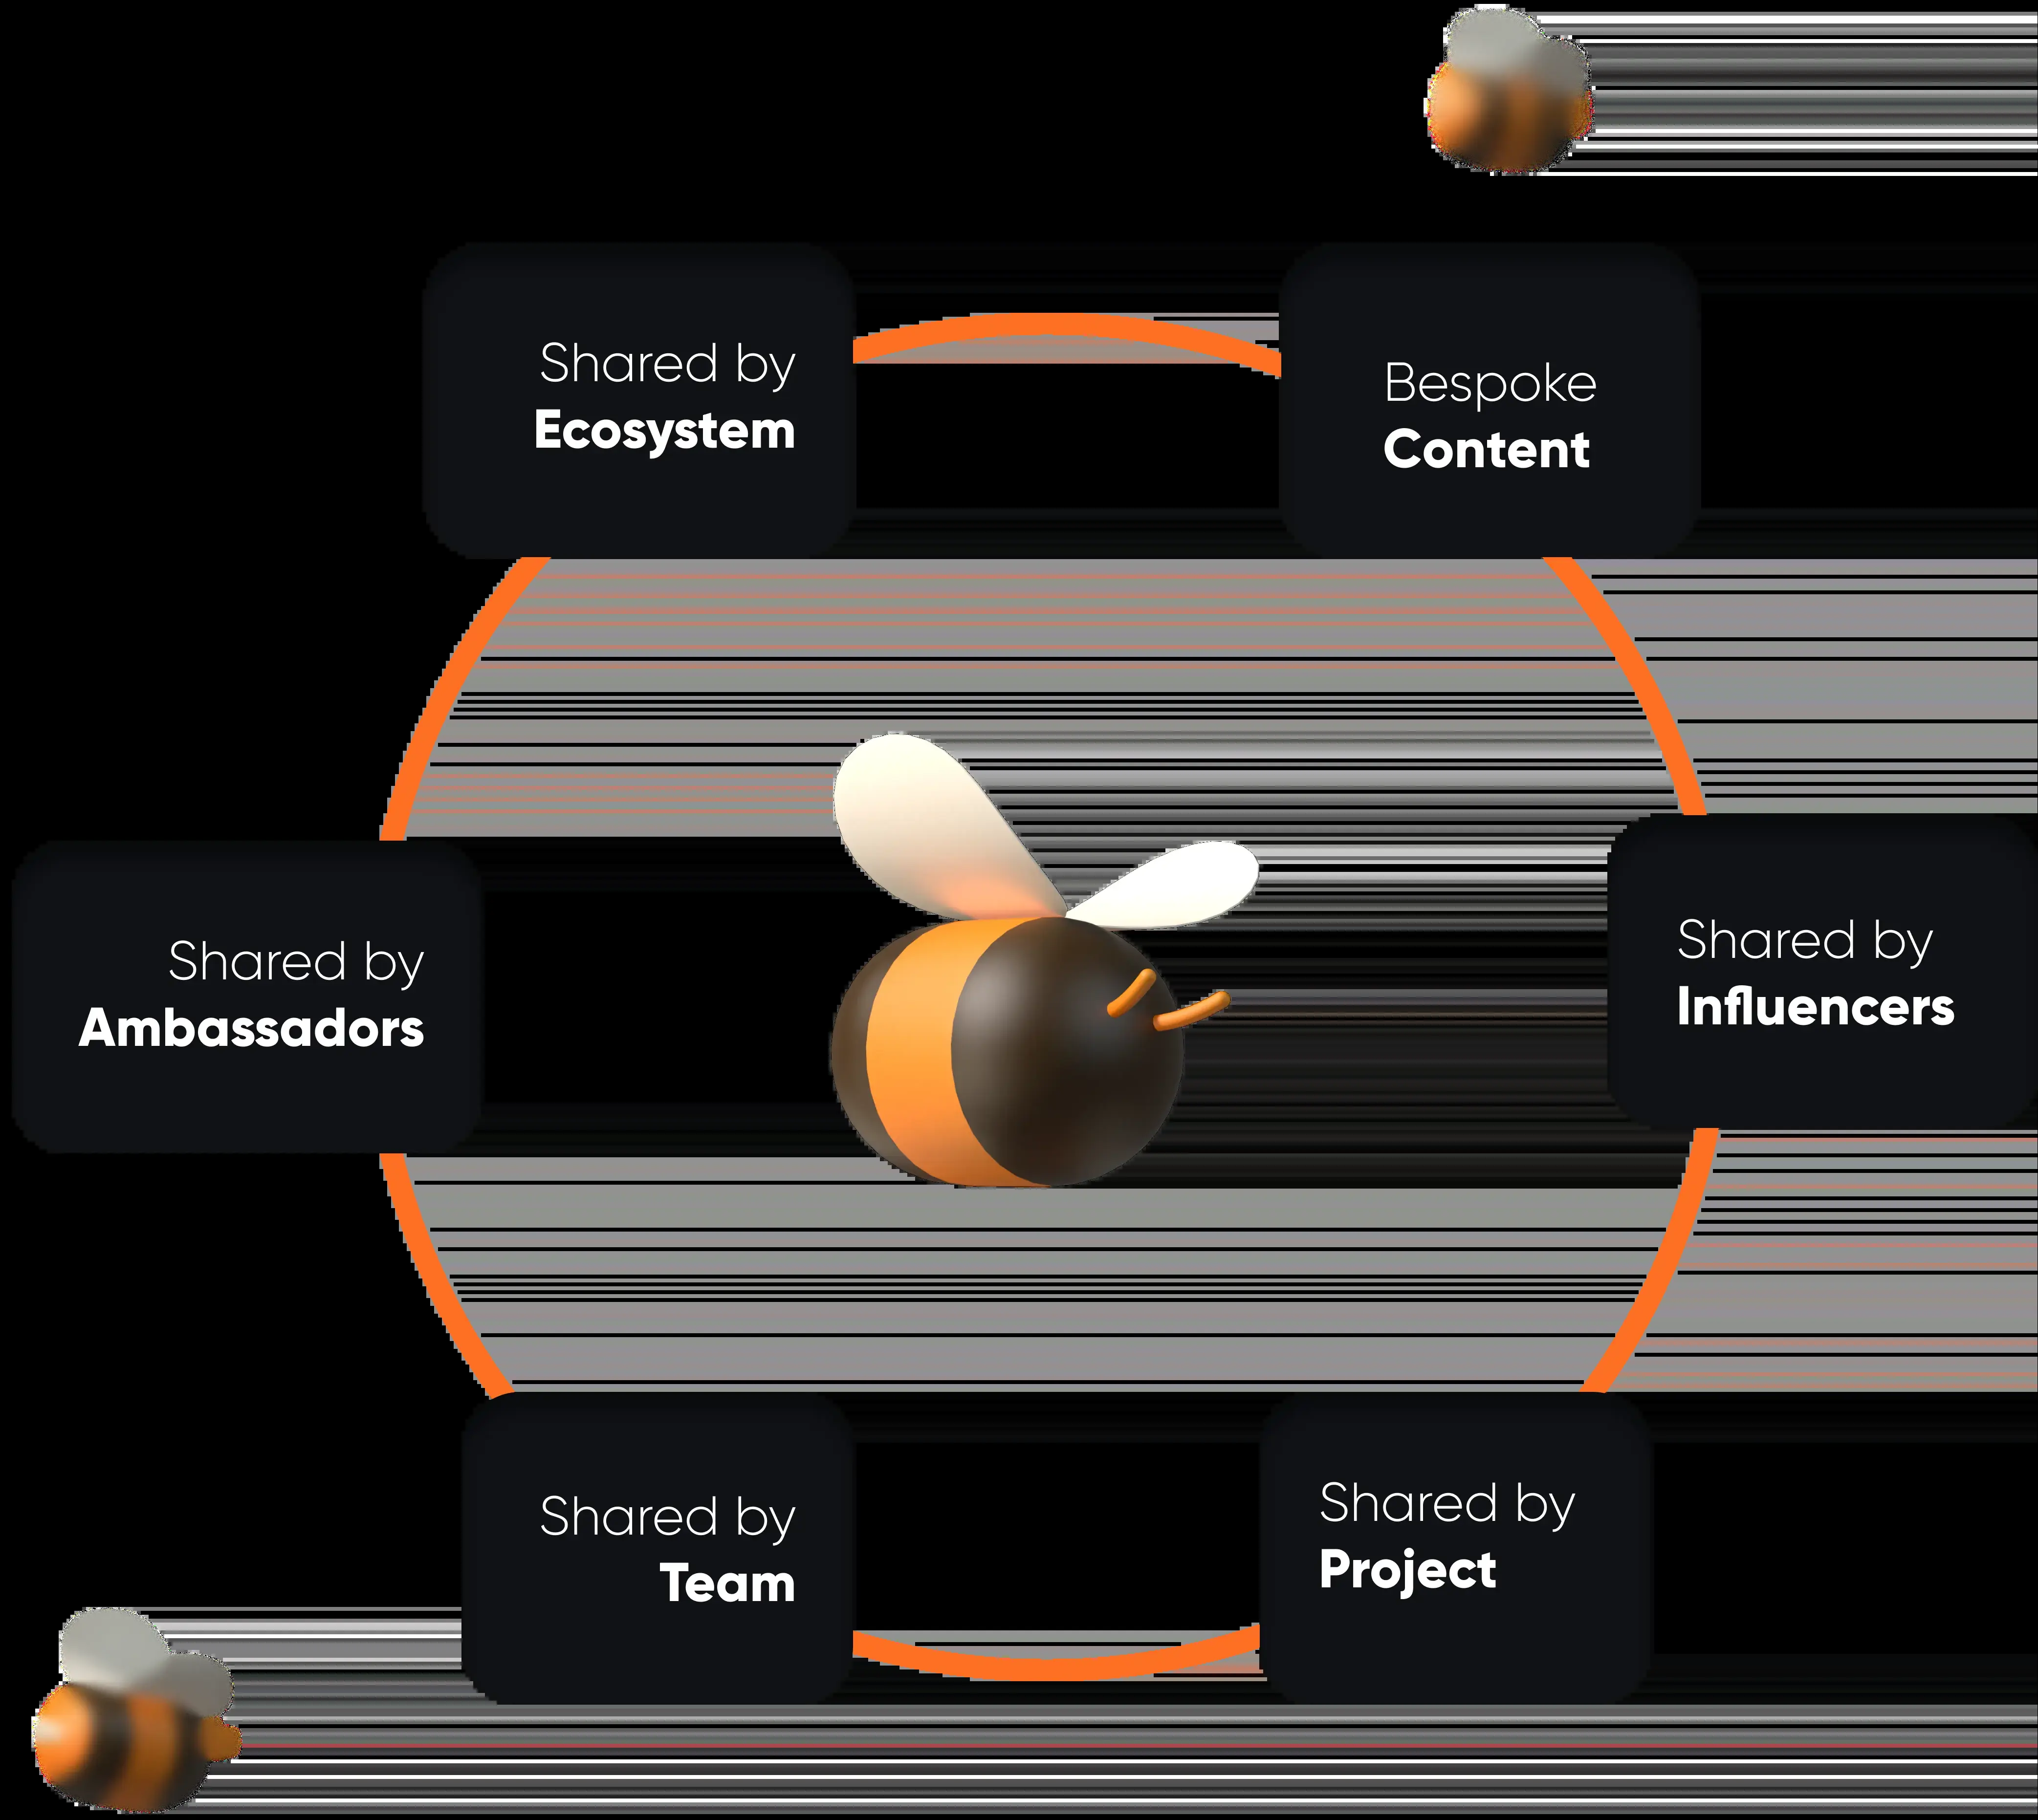 Shared by
Ecosystem
Bespoke
Content
Shared by
Ambassadors
Shared by
Influencers
Shared by
Team
Shared by
Project